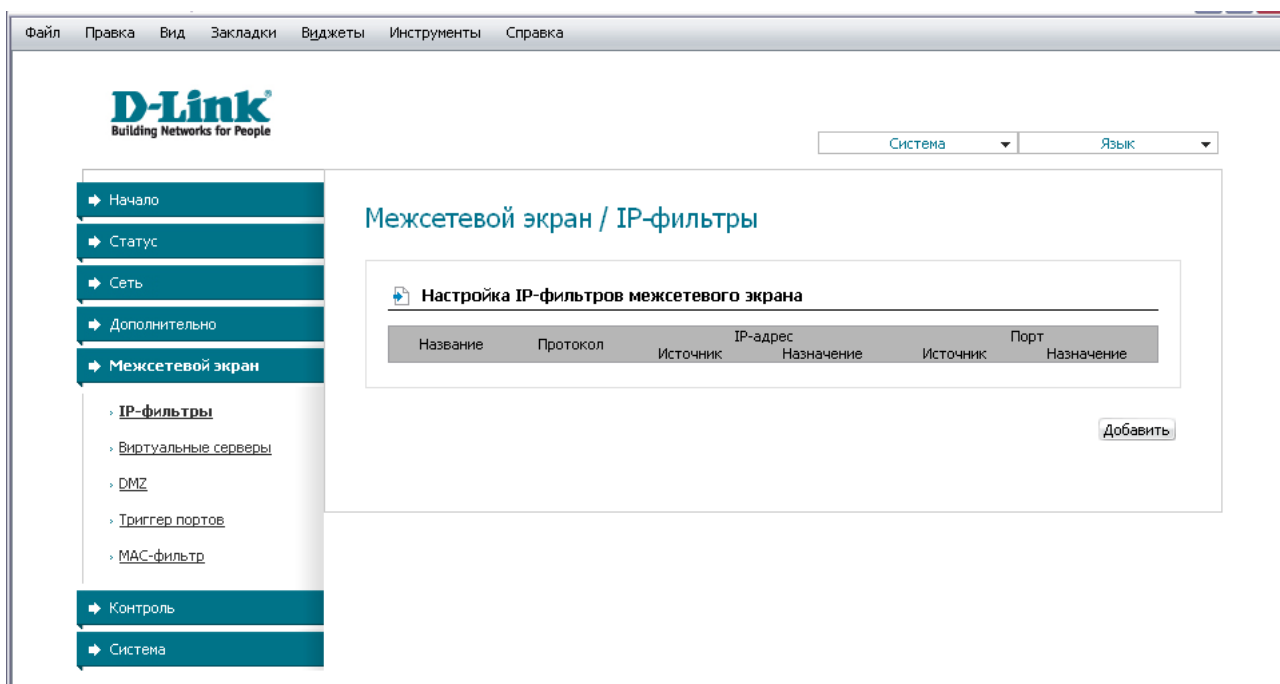 Файл Правка Вид Закладки Виджеты Инструменты Справка
D-Link®
Building Networks for People
Система Язык
Начало
Статус
Сеть
Дополнительно
Межсетевой экран
IP-фильтры
Виртуальные серверы
DMZ
Триггер портов
MAC-фильтр
Контроль
Система
Межсетевой экран / IP-фильтры
Настройка IP-фильтров межсетевого экрана
Название Протокол IP-адрес Порт
Источник Назначение Источник Назначение
Добавить